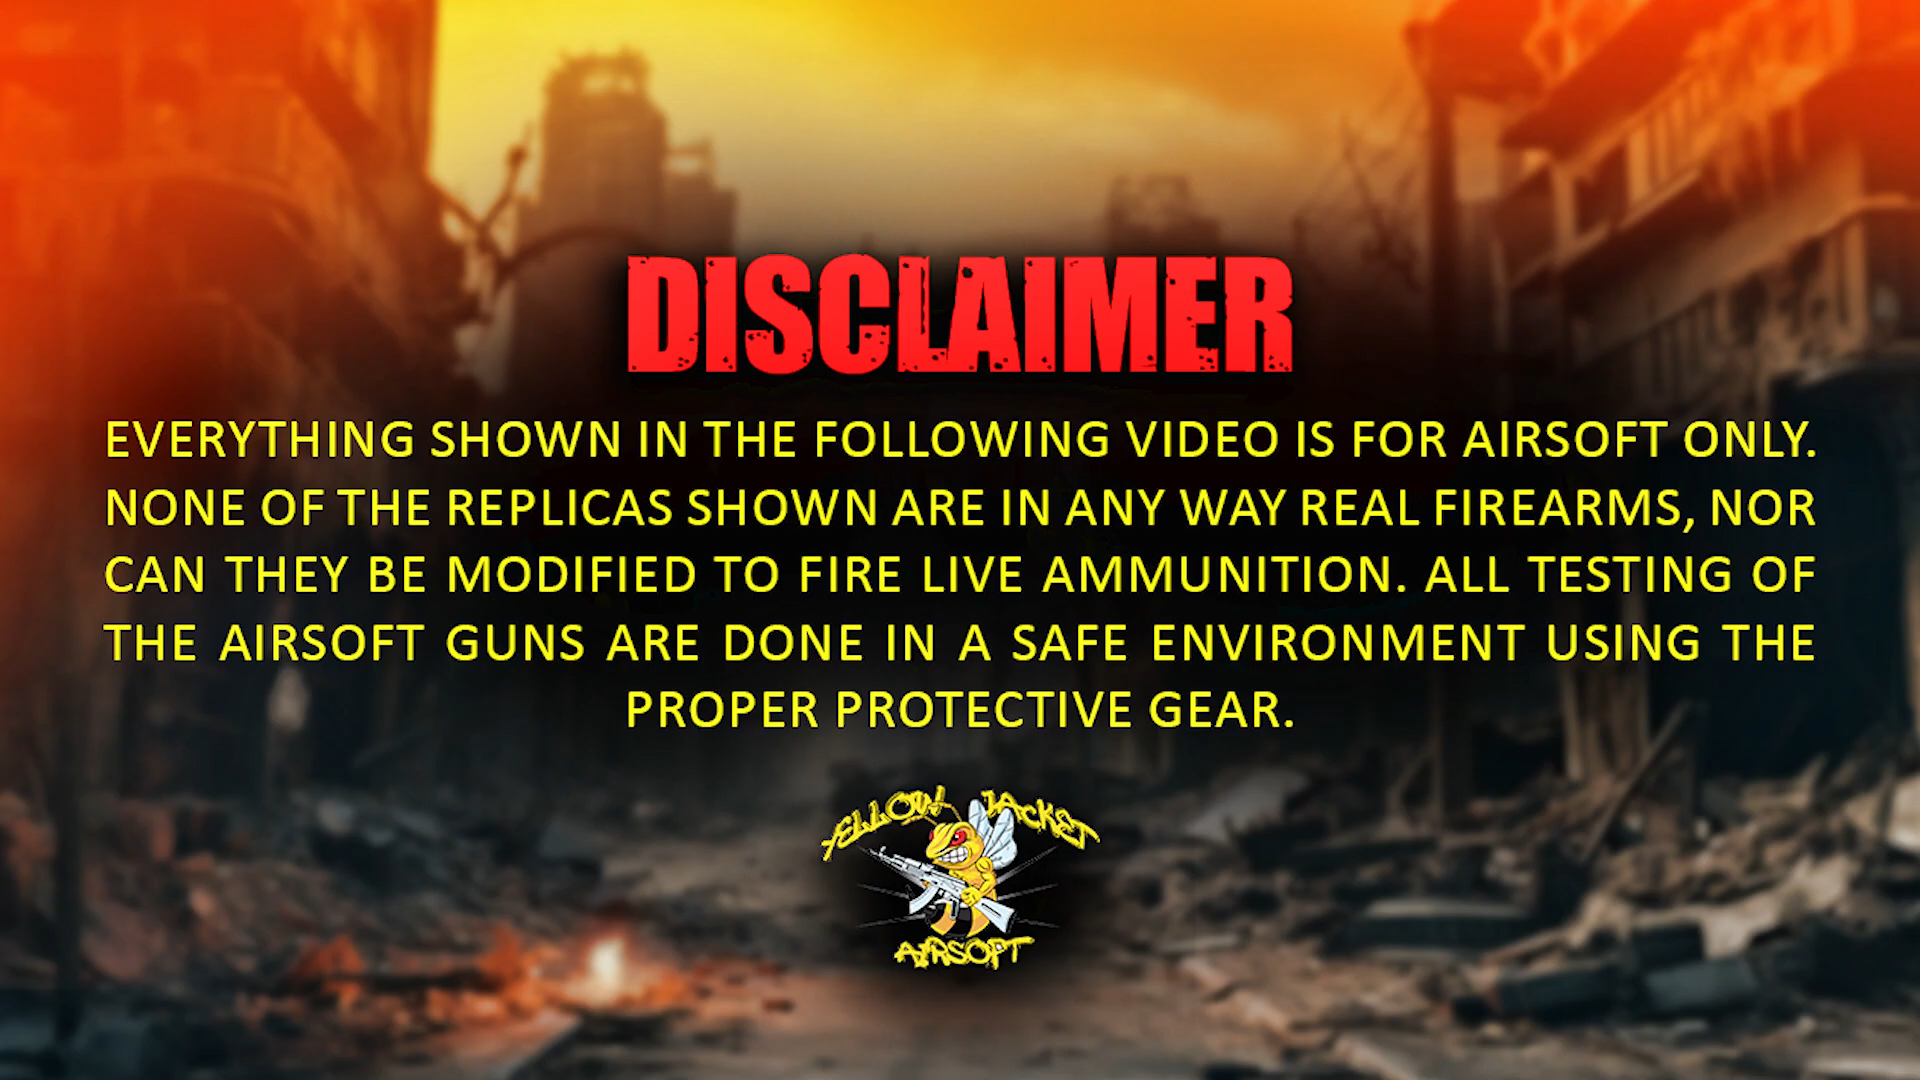 DISCLAIMER
EVERYTHING SHOWN IN THE FOLLOWING VIDEO IS FOR AIRSOFT ONLY.
NONE OF THE REPLICAS SHOWN ARE IN ANY WAY REAL FIREARMS, NOR
CAN THEY BE MODIFIED TO FIRE LIVE AMMUNITION. ALL TESTING OF
THE AIRSOFT GUNS ARE DONE IN A SAFE ENVIRONMENT USING THE
PROPER PROTECTIVE GEAR.
YELLOW JACKET
AIRSOFT